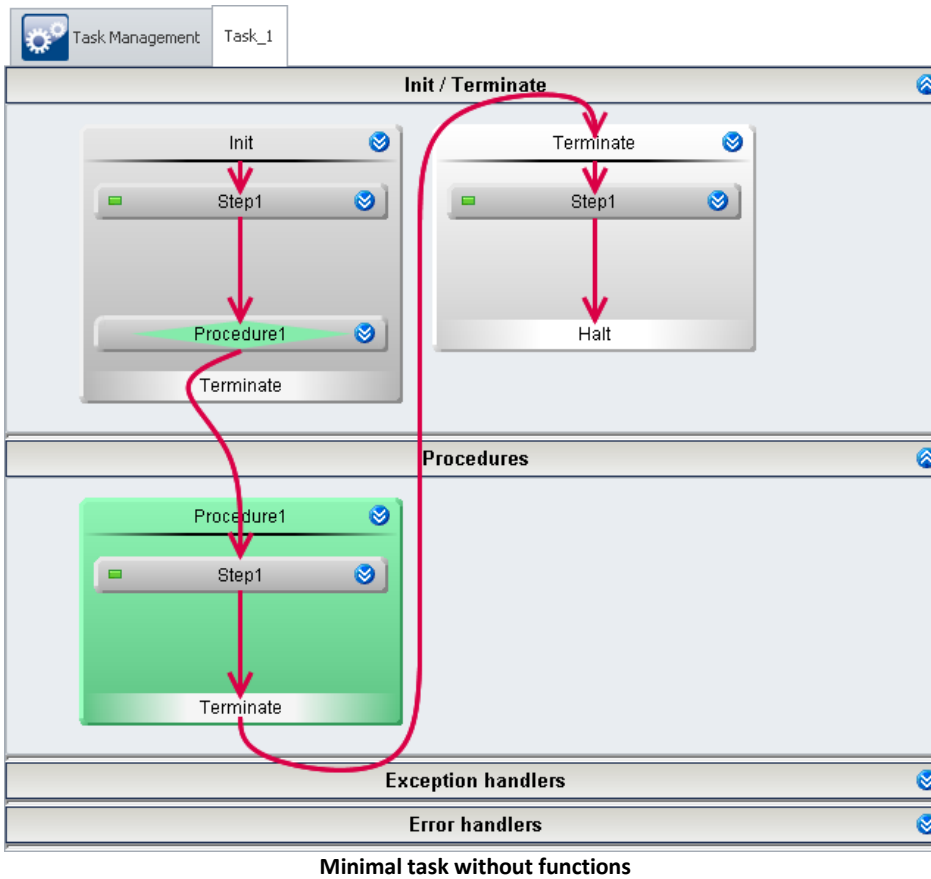 Task Management Task_1
Init / Terminate
Init Terminate
Step1 Step1
Procedure1 Halt
Terminate
Procedures
Procedure1
Step1
Terminate
Exception handlers
Error handlers
Minimal task without functions